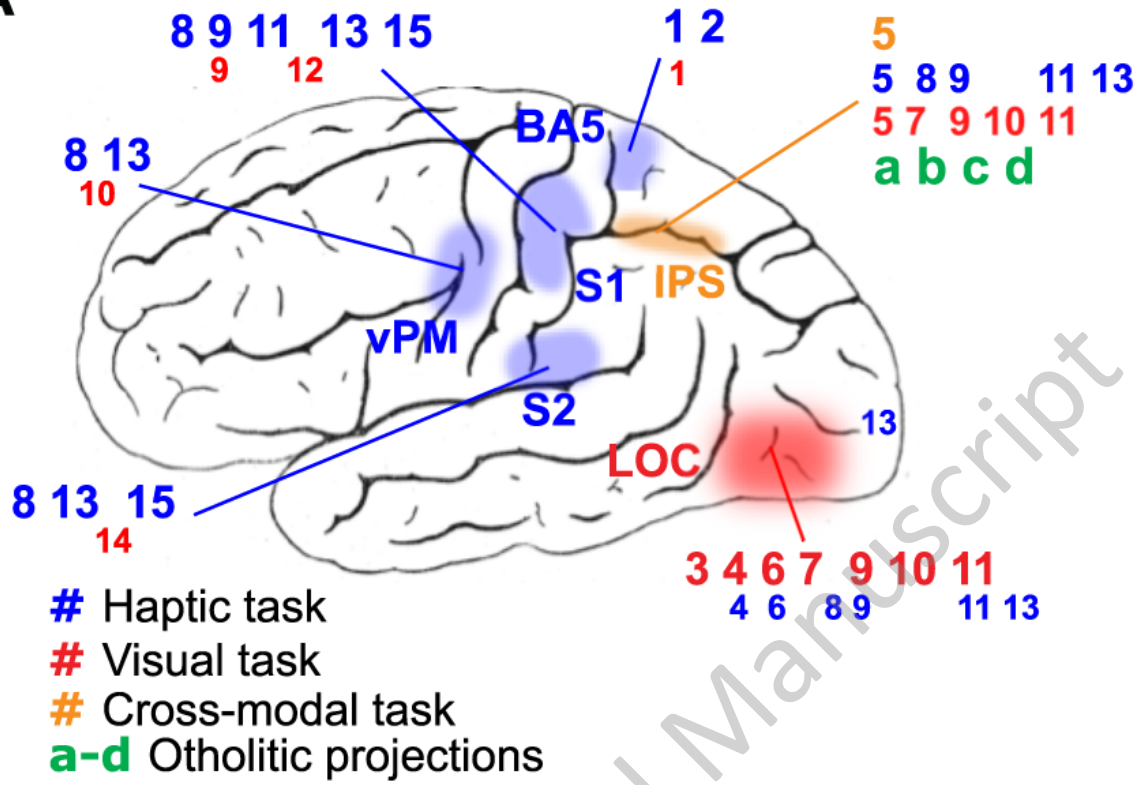 8 9 11 13 15
9 12
1 2
1
5
5 8 9 11 13
5 7 9 10 11
a b c d
8 13
10
BA5
S1
IPS
vPM
S2
13
LOC
8 13 15
14
3 4 6 7 9 10 11
4 6 8 9 11 13
# Haptic task
# Visual task
# Cross-modal task
a-d Otholitic projections
Manuscript